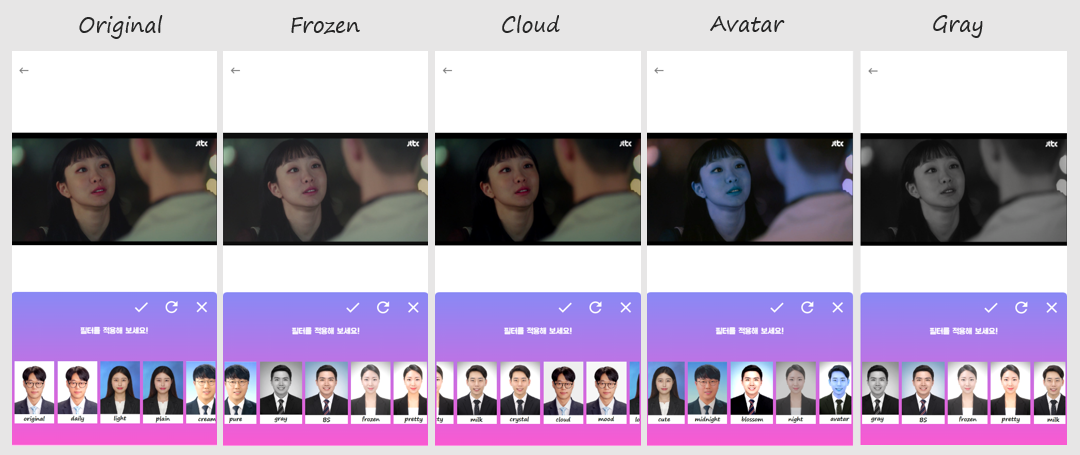 Original Frozen Cloud Avatar Gray
← ← ← ← ←
jtbc jtbc jtbc jtbc jtbc
필터를 적용해 보세요! 필터를 적용해 보세요! 필터를 적용해 보세요! 필터를 적용해 보세요! 필터를 적용해 보세요!
original daily light plain cream
pure gray BS frozen pretty
milk crystal cloud mood
cute midnight blossom night avatar
gray BS frozen pretty milk